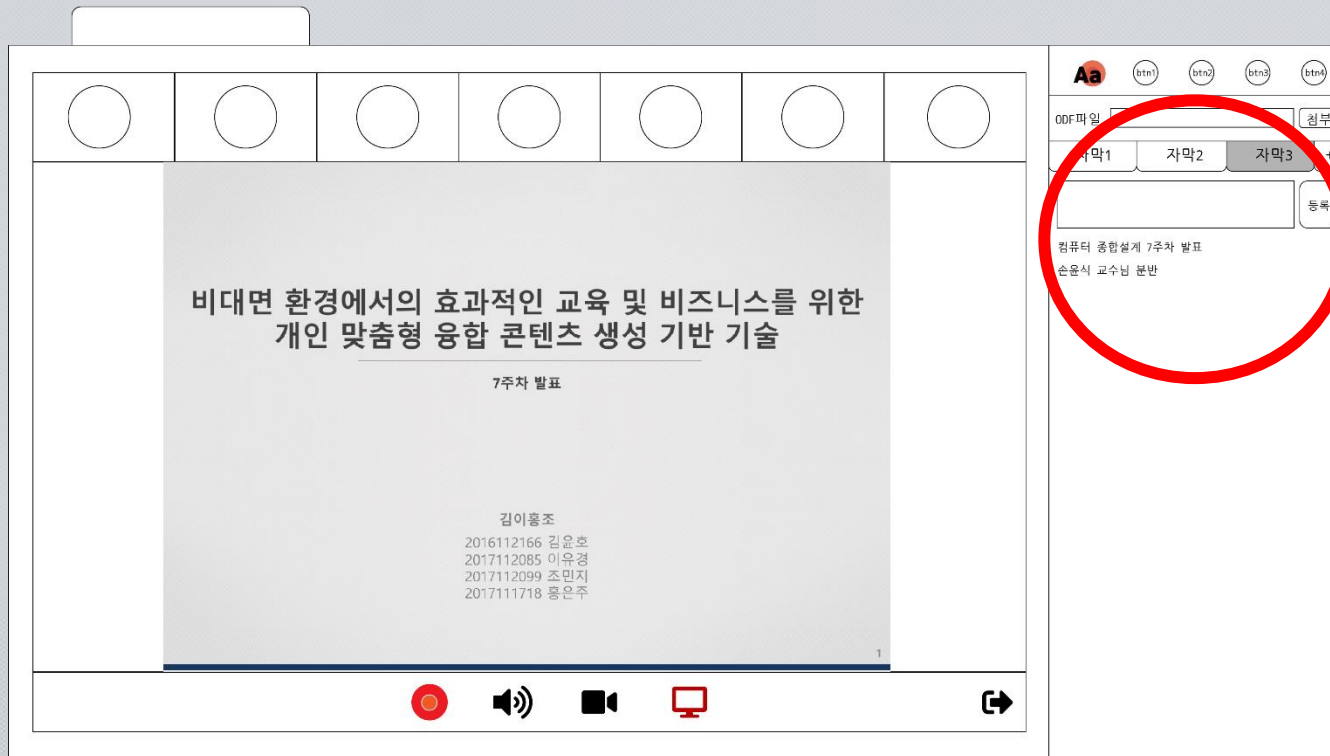 Aa btn1 btn2 btn3 btn4
ODF파일 첨부
자막1 자막2 자막3 +
등록
컴퓨터 종합설계 7주차 발표
손윤식 교수님 분반
비대면 환경에서의 효과적인 교육 및 비즈니스를 위한
개인 맞춤형 융합 콘텐츠 생성 기반 기술
7주차 발표
김이홍조
2016112166 김윤호
2017112085 이유경
2017112099 조민지
2017111718 홍은주
1